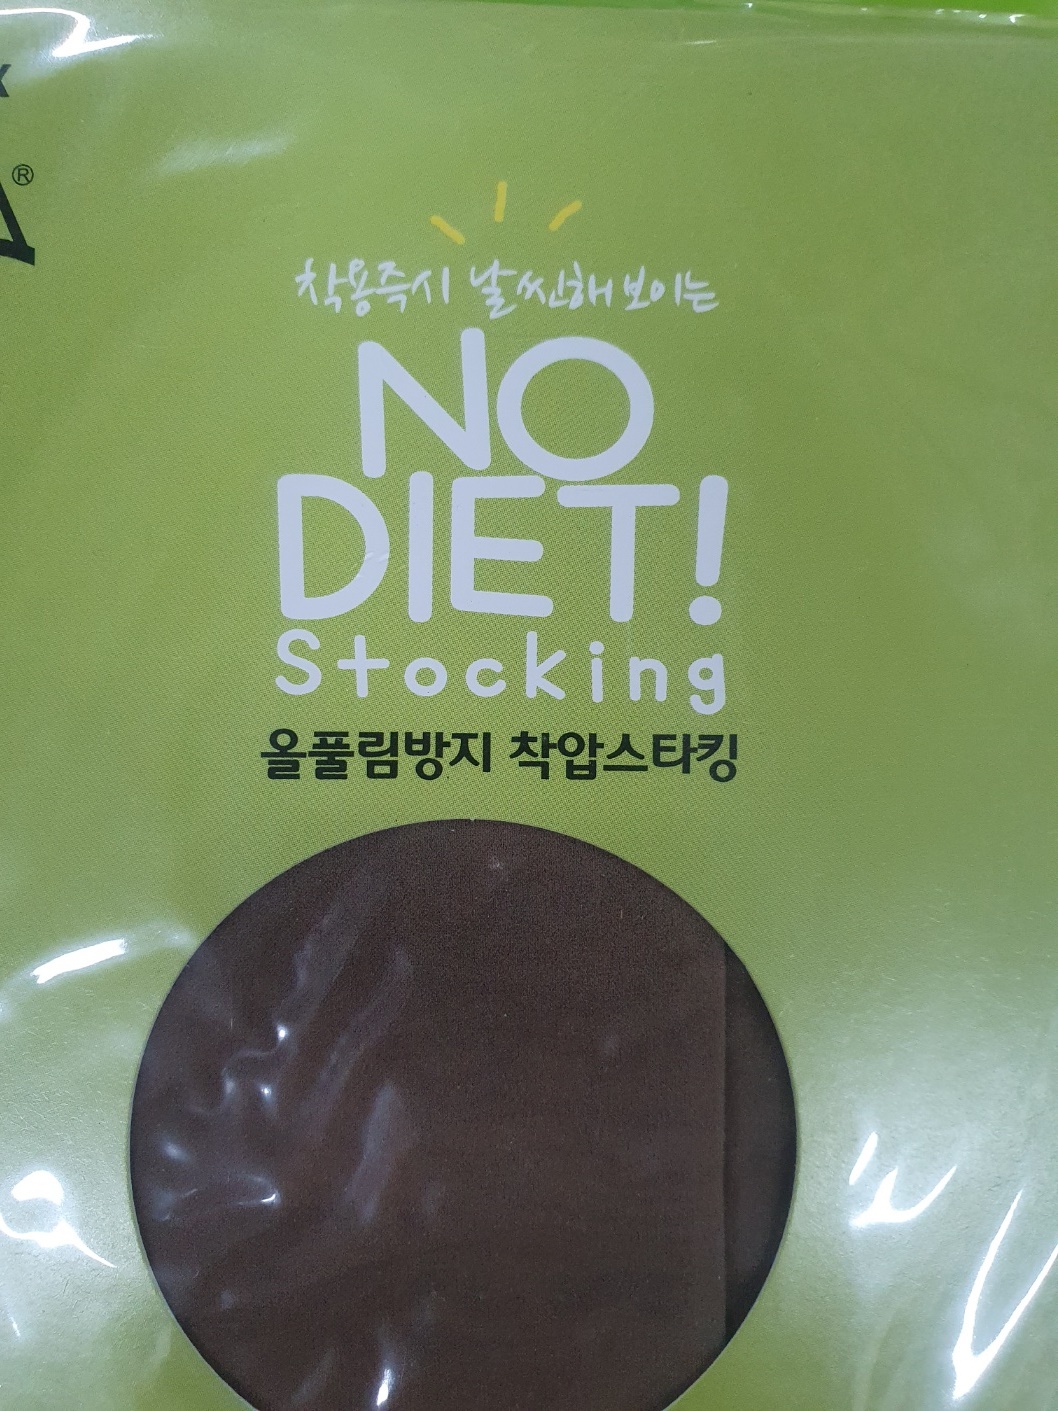 착용즉시 날씬해보이는
NO
DIET!
Stocking
올풀림방지 착압스타킹
®